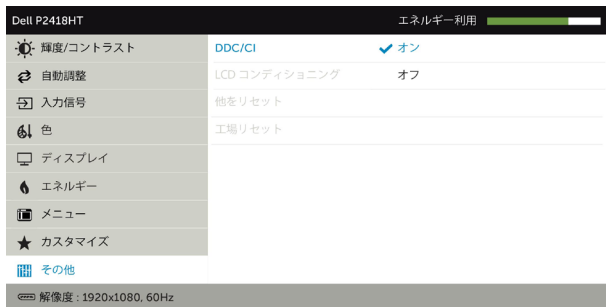 Dell P2418HT エネルギー利用
輝度/コントラスト DDC/CI オン
自動調整 LCD コンディショニング オフ
入力信号 他をリセット
色 工場リセット
ディスプレイ
エネルギー
メニュー
カスタマイズ
その他
解像度 : 1920x1080, 60Hz